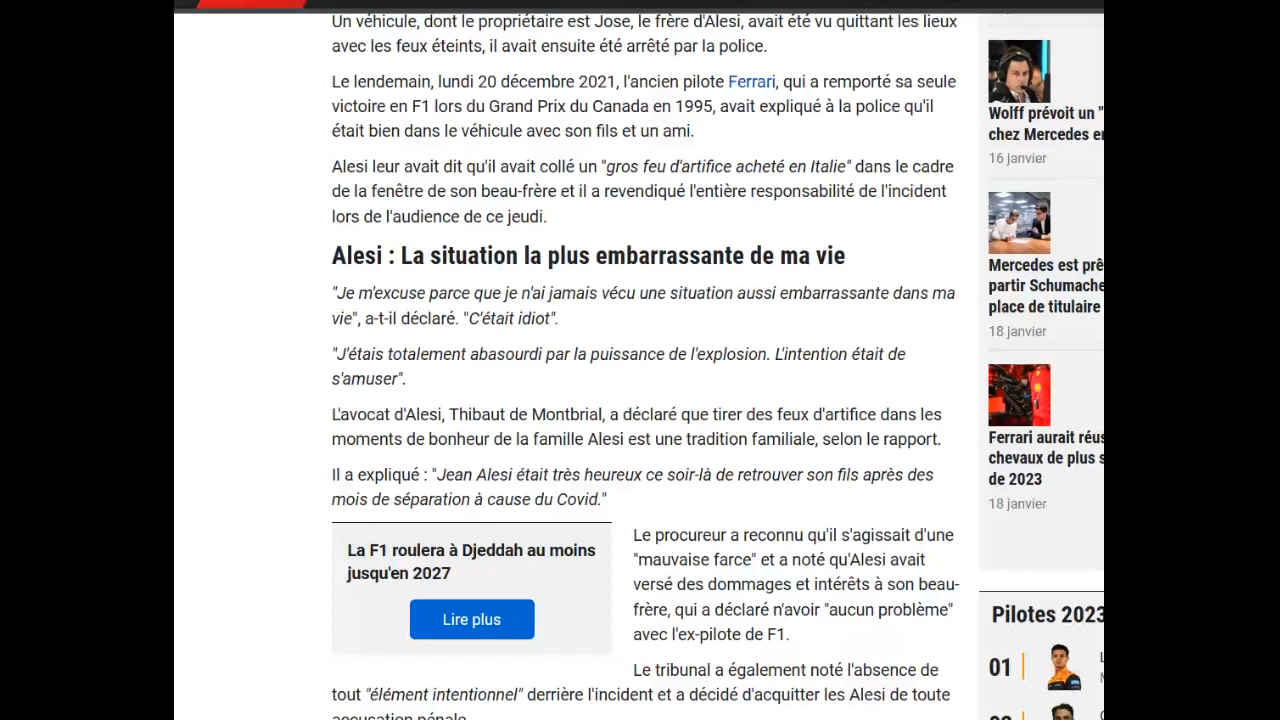 Un véhicule, dont le propriétaire est Jose, le frère d'Alesi, avait été vu quittant les lieux
avec les feux éteints, il avait ensuite été arrêté par la police.
Le lendemain, lundi 20 décembre 2021, l'ancien pilote Ferrari, qui a remporté sa seule
victoire en F1 lors du Grand Prix du Canada en 1995, avait expliqué à la police qu'il
était bien dans le véhicule avec son fils et un ami.
Alesi leur avait dit qu'il avait collé un "gros feu d'artifice acheté en Italie" dans le cadre
de la fenêtre de son beau-frère et il a revendiqué l'entière responsabilité de l'incident
lors de l'audience de ce jeudi.
Alesi : La situation la plus embarrassante de ma vie
"Je m'excuse parce que je n'ai jamais vécu une situation aussi embarrassante dans ma
vie", a-t-il déclaré. "C'était idiot".
"J'étais totalement abasourdi par la puissance de l'explosion. L'intention était de
s'amuser".
L'avocat d'Alesi, Thibaut de Montbrial, a déclaré que tirer des feux d'artifice dans les
moments de bonheur de la famille Alesi est une tradition familiale, selon le rapport.
Il a expliqué : "Jean Alesi était très heureux ce soir-là de retrouver son fils après des
mois de séparation à cause du Covid."
La F1 roulera à Djeddah au moins
jusqu'en 2027
Lire plus
Le procureur a reconnu qu'il s'agissait d'une
"mauvaise farce" et a noté qu'Alesi avait
versé des dommages et intérêts à son beau-
frère, qui a déclaré n'avoir "aucun problème"
avec l'ex-pilote de F1.
Le tribunal a également noté l'absence de
tout "élément intentionnel" derrière l'incident et a décidé d'acquitter les Alesi de toute
accusation pénale.
Wolff prévoit un "
chez Mercedes e
16 janvier
Mercedes est prê
partir Schumache
place de titulaire
18 janvier
Ferrari aurait réus
chevaux de plus s
de 2023
18 janvier
Pilotes 2023
01